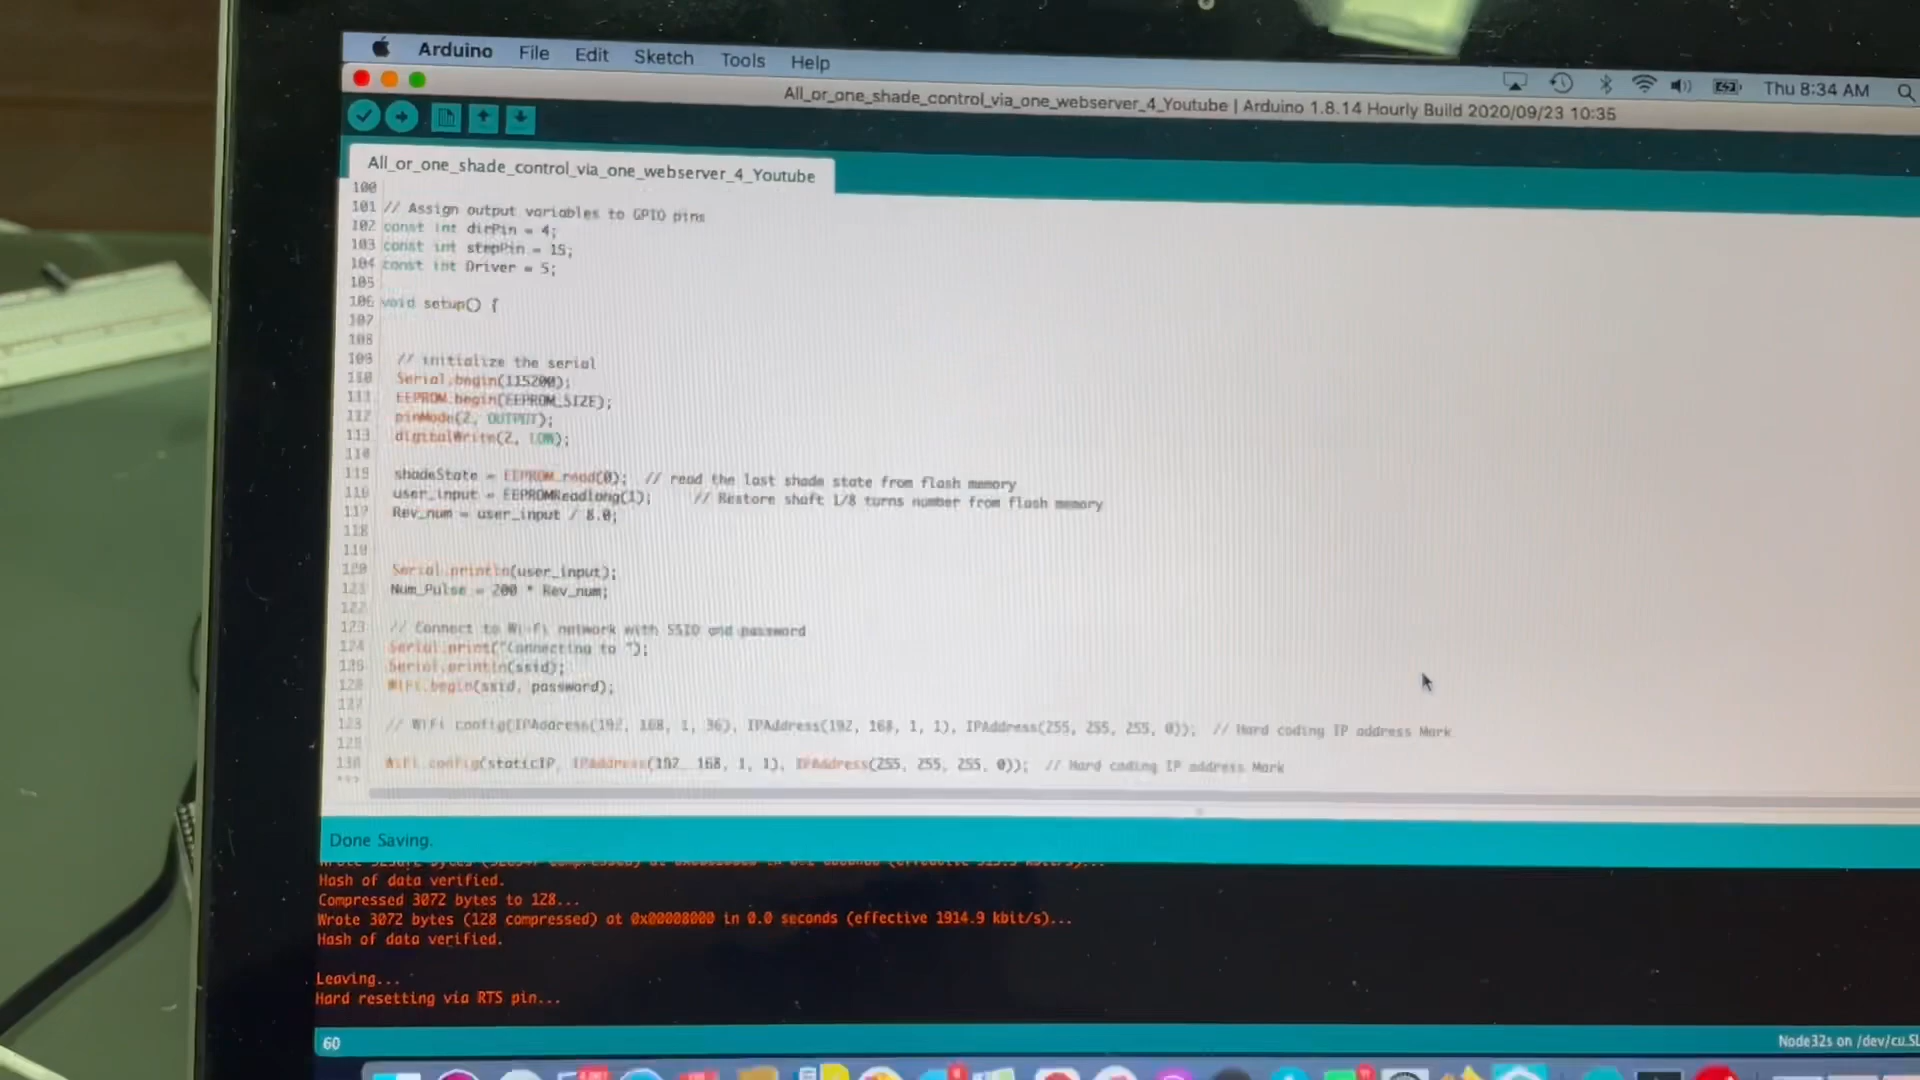 Arduino File Edit Sketch Tools Help
Thu 8:34 AM
All_or_one_shade_control_via_one_webserver_4_Youtube | Arduino 1.8.14 Hourly Build 2020/09/23 10:35
All_or_one_shade_control_via_one_webserver_4_Youtube
100
101 // Assign output variables to GPIO pins
102 const int dirPin = 4;
103 const int stepPin = 15;
104 const int Driver = 5;
105
106 void setup() {
107
108
109 // initialize the serial
110 Serial.begin(115200);
111 EEPROM.begin(EEPROM_SIZE);
112 pinMode(2, OUTPUT);
113 digitalWrite(2, LOW);
114
115 shadeState = EEPROM.read(0); // read the last shade state from flash memory
116 user_input = EEPROMReadlong(1); // Restore shaft 1/8 turns number from flash memory
117 Rev_num = user_input / 8.0;
118
119
120 Serial.println(user_input);
121 Num_Pulse = 200 * Rev_num;
122
123 // Connect to Wi-Fi network with SSID and password
124 Serial.print("Connecting to ");
125 Serial.println(ssid);
126 WiFi.begin(ssid, password);
127
128 // WiFi config(IPAddress(192, 168, 1, 36), IPAddress(192, 168, 1, 1), IPAddress(255, 255, 255, 0)); // Hard coding IP address Mark
129
130 WiFi.config(staticIP, IPAddress(192, 168, 1, 1), IPAddress(255, 255, 255, 0)); // Hard coding IP address Mark
Done Saving.
Hash of data verified.
Compressed 3072 bytes to 128...
Wrote 3072 bytes (128 compressed) at 0x00008000 in 0.0 seconds (effective 1914.9 kbit/s)...
Hash of data verified.
Leaving...
Hard resetting via RTS pin...
60
Node32s on /dev/cu.SL